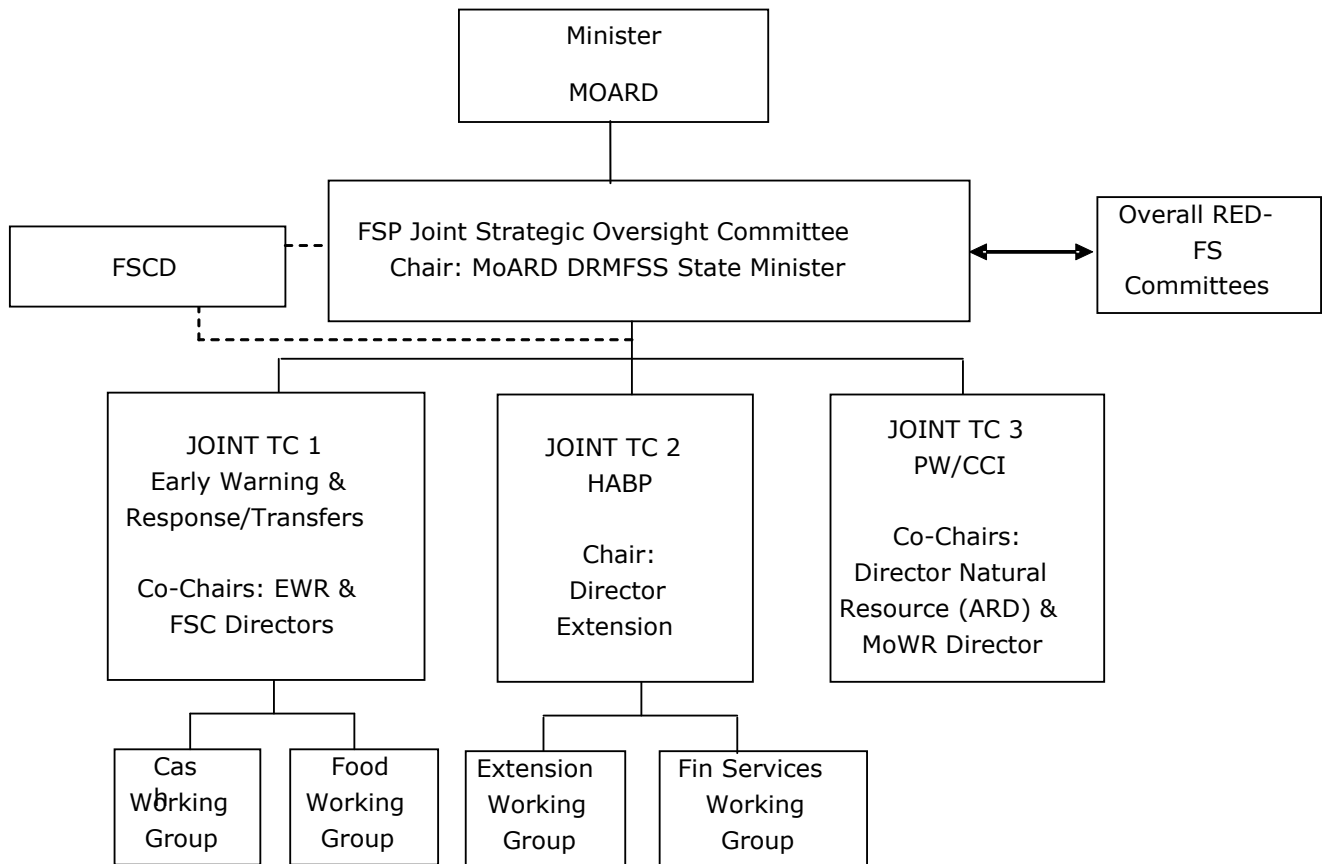 Minister
MOARD
FSP Joint Strategic Oversight Committee
Chair: MoARD DRMFSS State Minister
FSCD
Overall RED-
FS
Committees
JOINT TC 1
Early Warning &
Response/Transfers
Co-Chairs: EWR &
FSC Directors
JOINT TC 2
HABP
Chair:
Director
Extension
JOINT TC 3
PW/CCI
Co-Chairs:
Director Natural
Resource (ARD) &
MoWR Director
Cas
h
Working
Group
Food
Working
Group
Extension
Working
Group
Fin Services
Working
Group